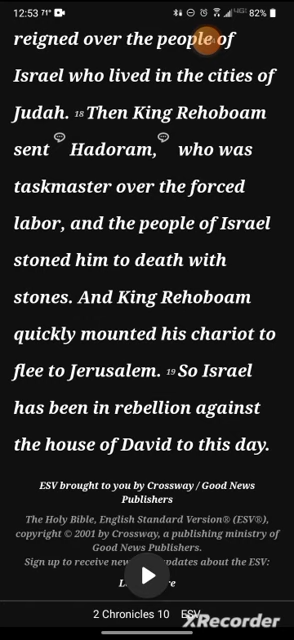 12:53 71° 82%
reigned over the people of
Israel who lived in the cities of
Judah. 18 Then King Rehoboam
sent Hadoram, who was
taskmaster over the forced
labor, and the people of Israel
stoned him to death with
stones. And King Rehoboam
quickly mounted his chariot to
flee to Jerusalem. 19 So Israel
has been in rebellion against
the house of David to this day.
ESV brought to you by Crossway / Good News
Publishers
The Holy Bible, English Standard Version® (ESV®),
copyright © 2001 by Crossway, a publishing ministry of
Good News Publishers.
Sign up to receive new updates about the ESV:
2 Chronicles 10 ESV
XRecorder